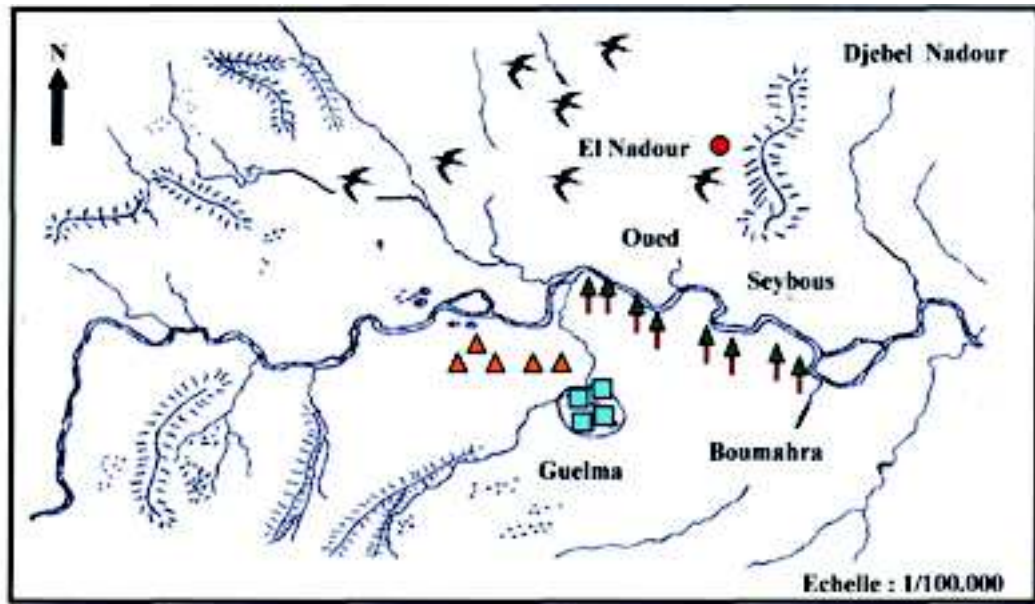 N
Djebel Nadour
El Nadour
Oued
Seybous
Boumahra
Guelma
Echelle : 1/100.000